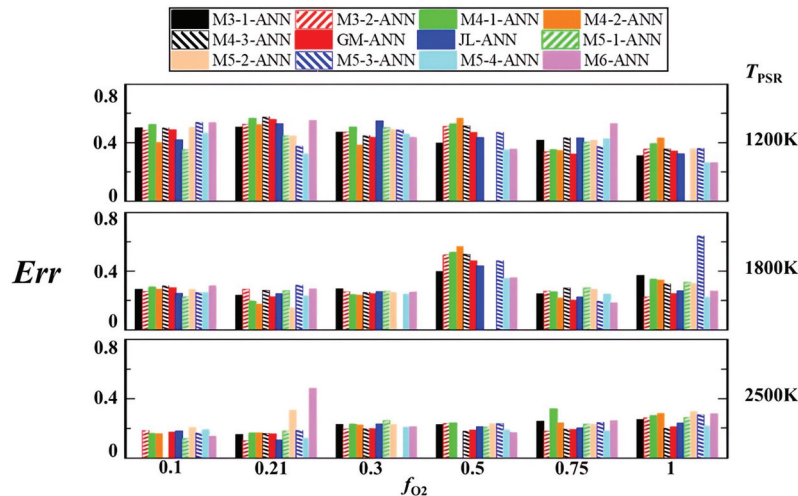 M3-1-ANN M3-2-ANN M4-1-ANN M4-2-ANN
M4-3-ANN GM-ANN JL-ANN M5-1-ANN
M5-2-ANN M5-3-ANN M5-4-ANN M6-ANN
T_PSR
0.8
0.4
0
1200K
0.8
0.4
0
1800K
Err
0.8
0.4
0
2500K
0.1 0.21 0.3 0.5 0.75 1
f_O2